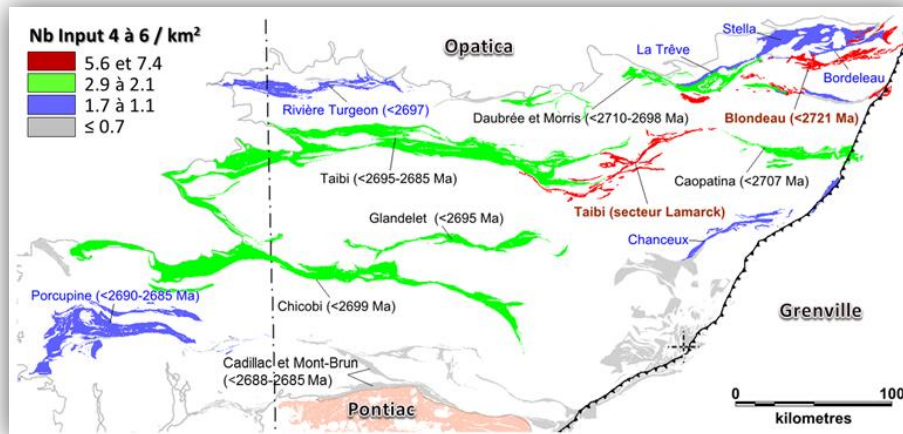 Nb Input 4 à 6 / km²
5.6 et 7.4
2.9 à 2.1
1.7 à 1.1
≤ 0.7
Opatica
Stella
La Trêve
Bordeleau
Rivière Turgeon (<2697)
Daubrée et Morris (<2710-2698 Ma)
Blondeau (<2721 Ma)
Taibi (<2695-2685 Ma)
Caopatina (<2707 Ma)
Taibi (secteur Lamarck)
Glandelet (<2695 Ma)
Chanceux
Porcupine (<2690-2685 Ma)
Chicobi (<2699 Ma)
Grenville
Cadillac et Mont-Brun
(<2688-2685 Ma)
Pontiac
0 100
kilometres